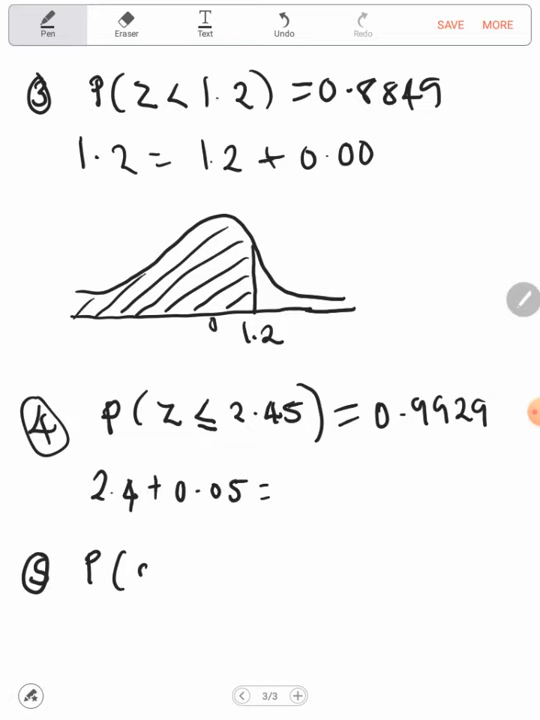 Pen Eraser Text Undo Redo SAVE MORE
③ P(Z < 1.2) = 0.8849
1.2 = 1.2 + 0.00
0 1.2
④ P(Z ≤ 2.45) = 0.9929
2.4 + 0.05 =
⑤ P(
3/3